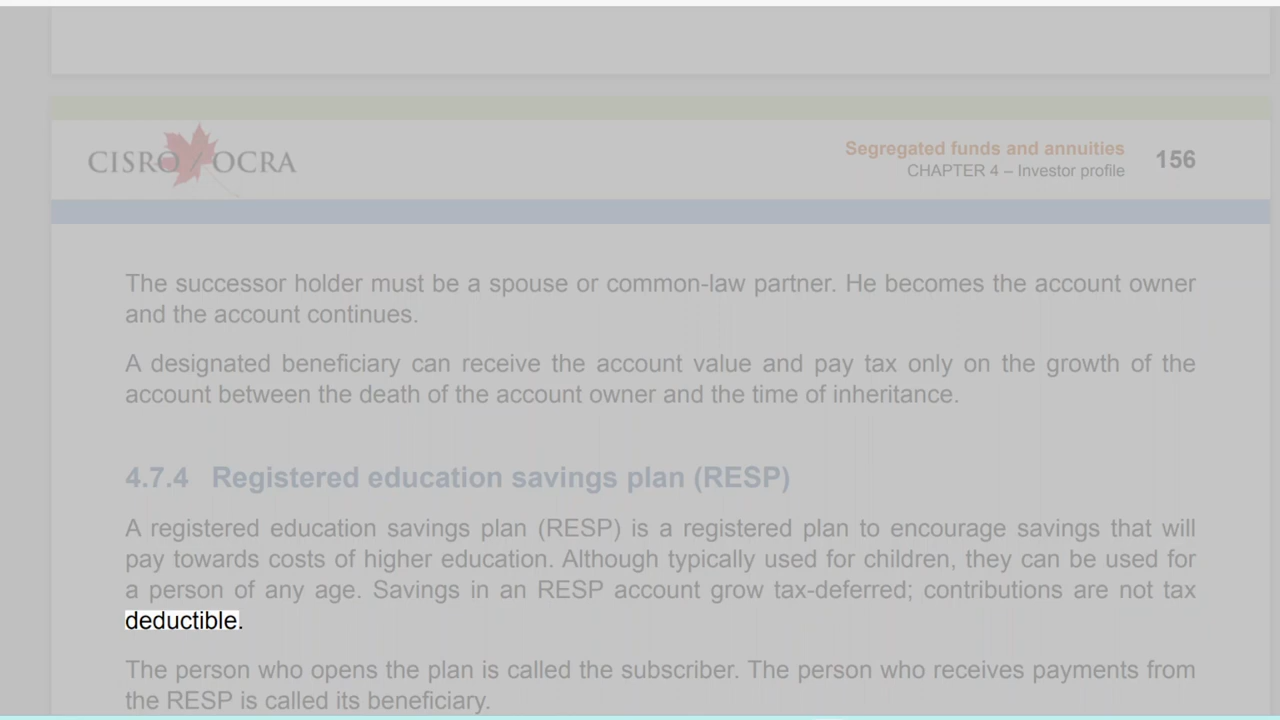 CISRO / OCRA
Segregated funds and annuities
CHAPTER 4 – Investor profile
156
The successor holder must be a spouse or common-law partner. He becomes the account owner
and the account continues.
A designated beneficiary can receive the account value and pay tax only on the growth of the
account between the death of the account owner and the time of inheritance.
4.7.4 Registered education savings plan (RESP)
A registered education savings plan (RESP) is a registered plan to encourage savings that will
pay towards costs of higher education. Although typically used for children, they can be used for
a person of any age. Savings in an RESP account grow tax-deferred; contributions are not tax
deductible.
The person who opens the plan is called the subscriber. The person who receives payments from
the RESP is called its beneficiary.